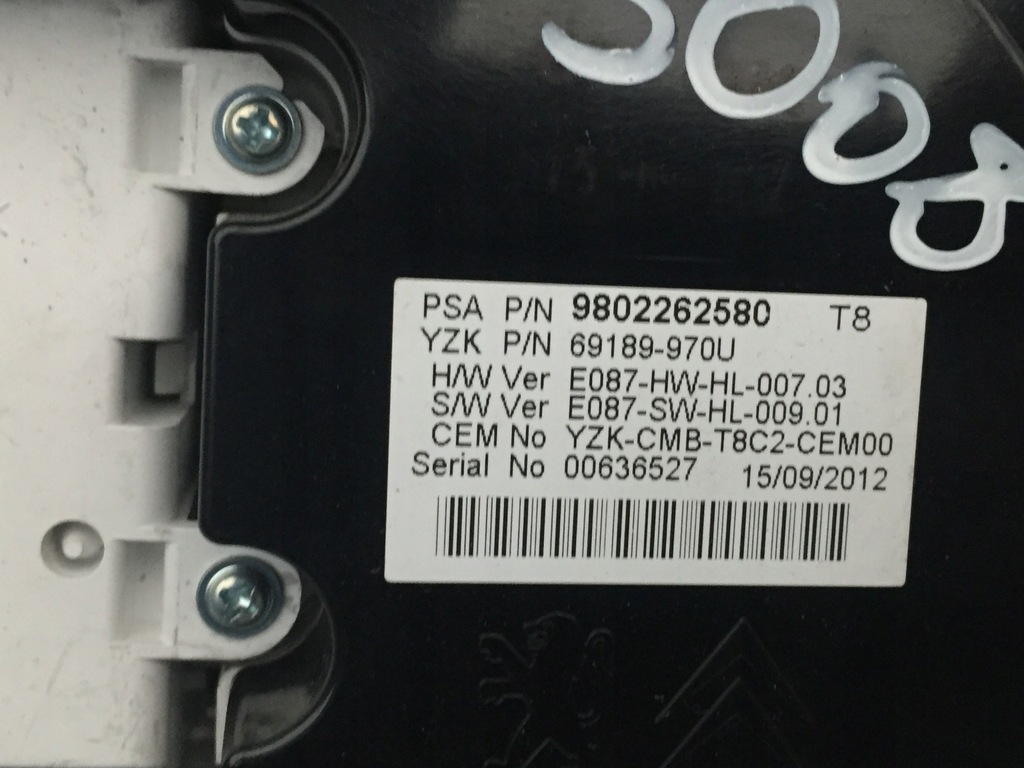 3008
PSA P/N 9802262580 T8
YZK P/N 69189-970U
H/W Ver E087-HW-HL-007.03
S/W Ver E087-SW-HL-009.01
CEM No YZK-CMB-T8C2-CEM00
Serial No 00636527 15/09/2012